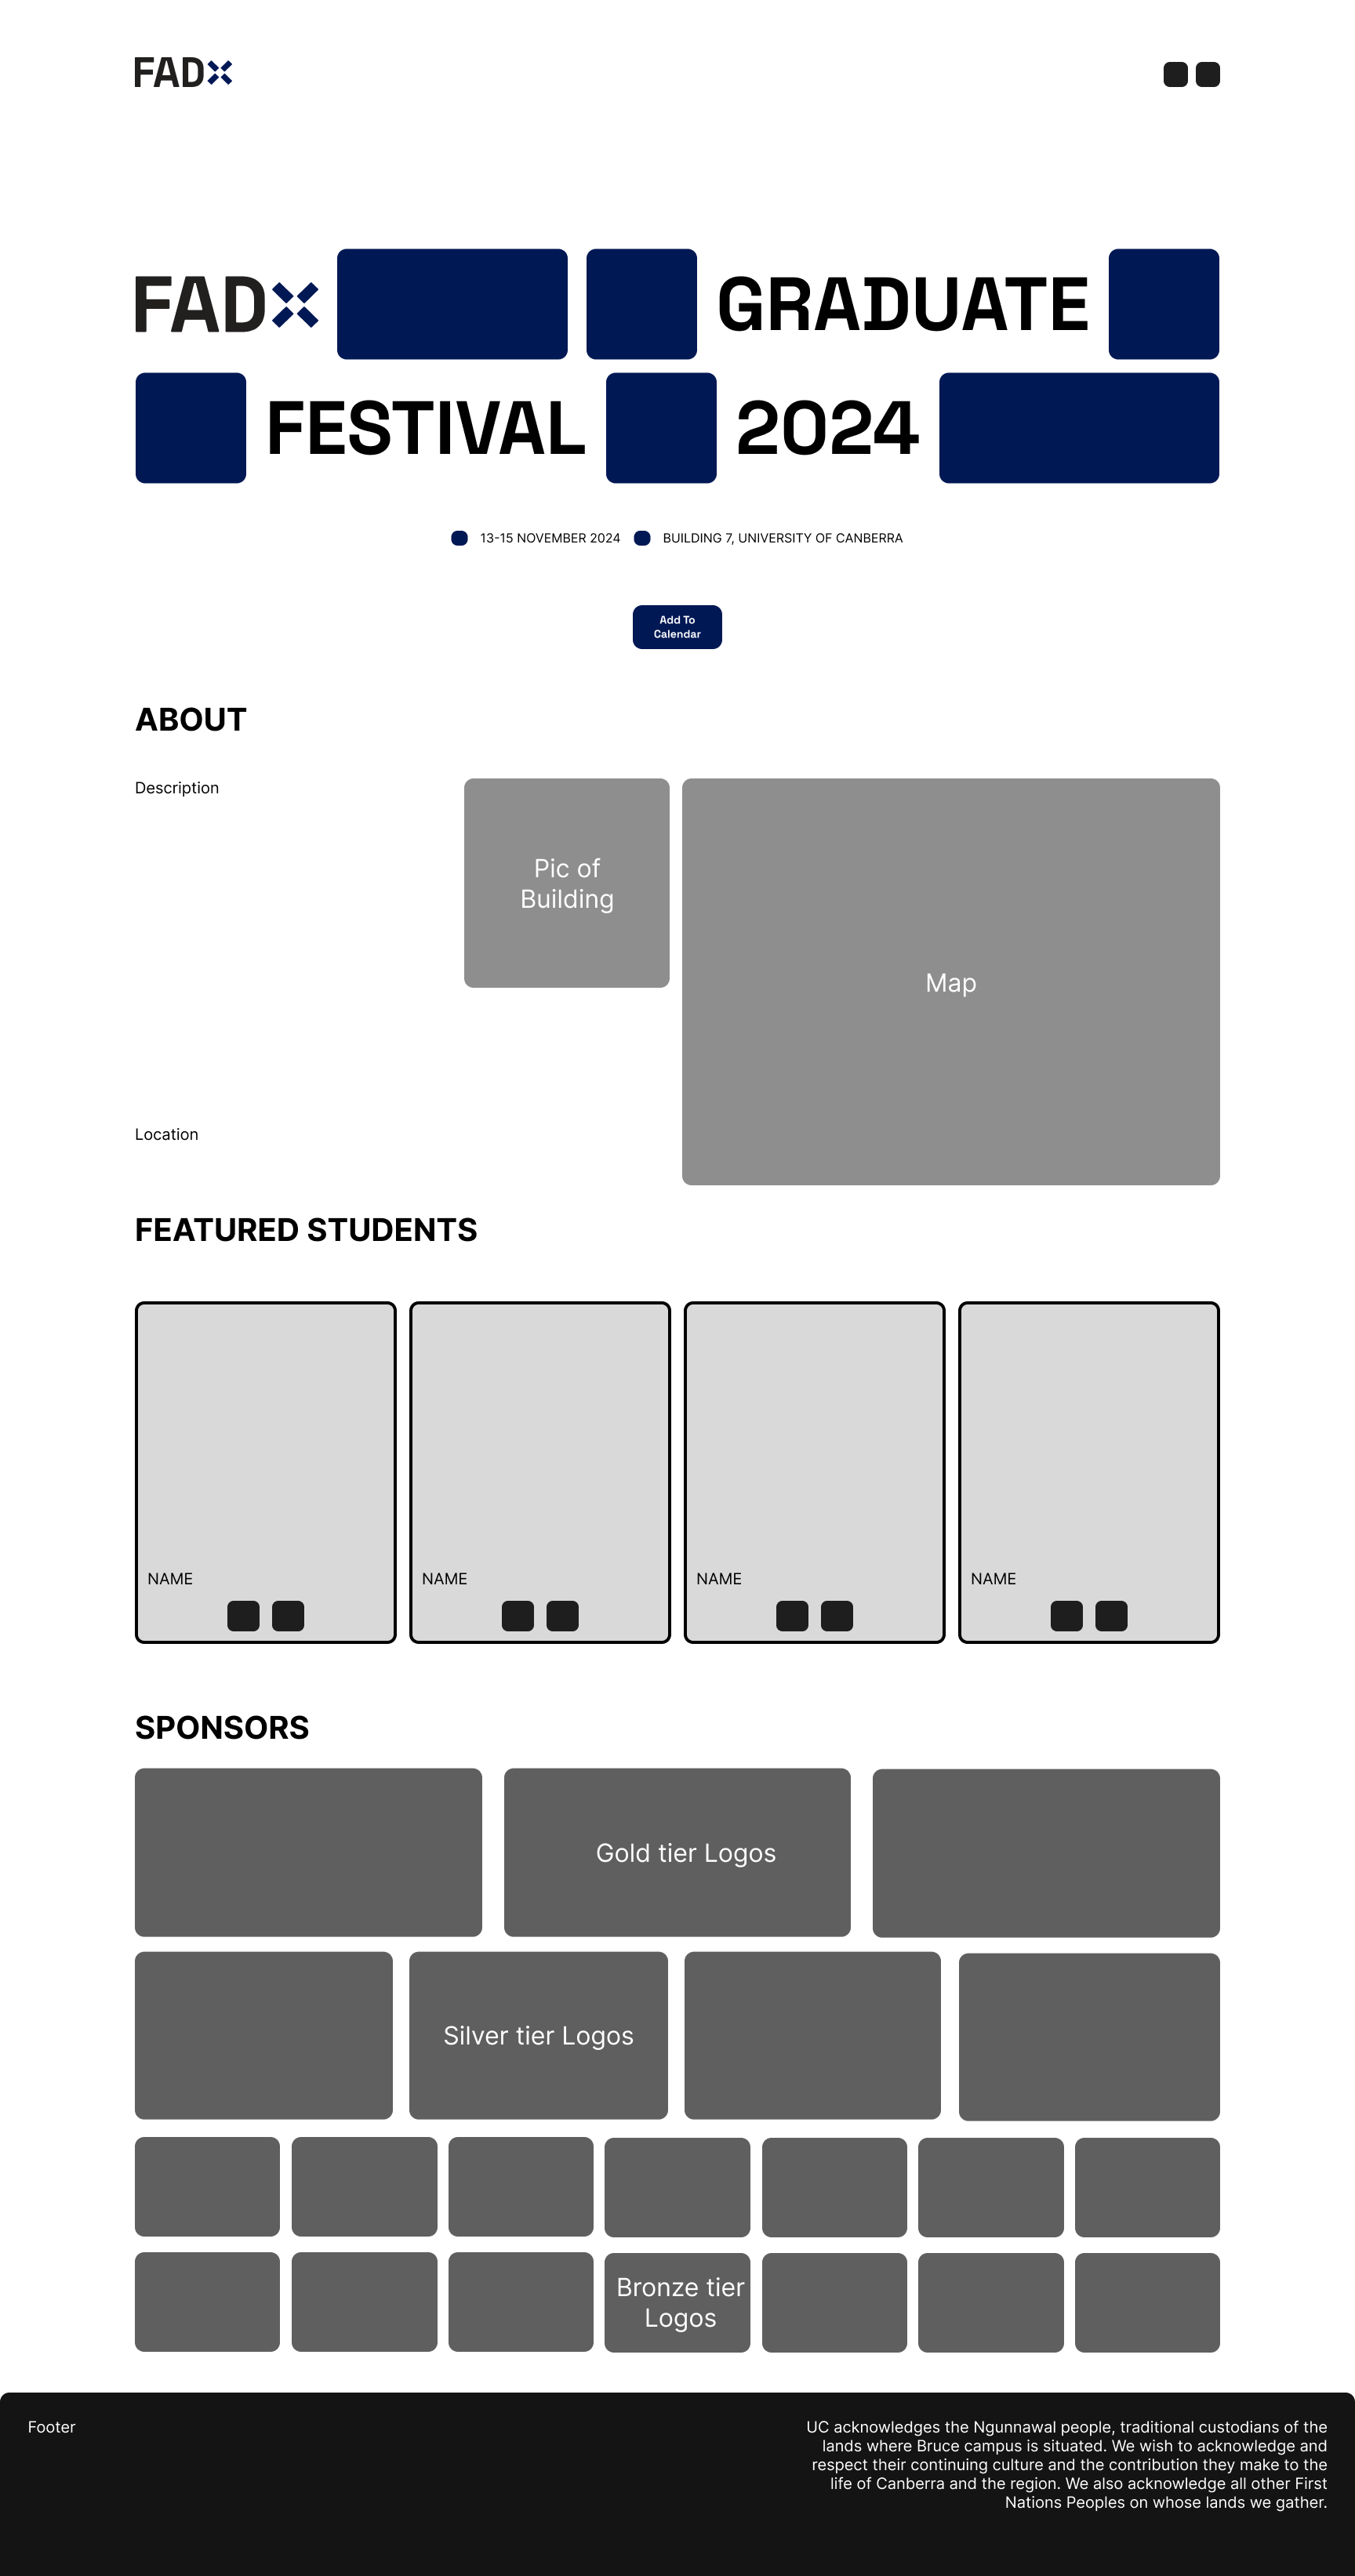 FADx
FADx GRADUATE
FESTIVAL 2024
13-15 NOVEMBER 2024 BUILDING 7, UNIVERSITY OF CANBERRA
Add To
Calendar
ABOUT
Description
Pic of
Building
Map
Location
FEATURED STUDENTS
NAME NAME NAME NAME
SPONSORS
Gold tier Logos
Silver tier Logos
Bronze tier
Logos
Footer
UC acknowledges the Ngunnawal people, traditional custodians of the
lands where Bruce campus is situated. We wish to acknowledge and
respect their continuing culture and the contribution they make to the
life of Canberra and the region. We also acknowledge all other First
Nations Peoples on whose lands we gather.